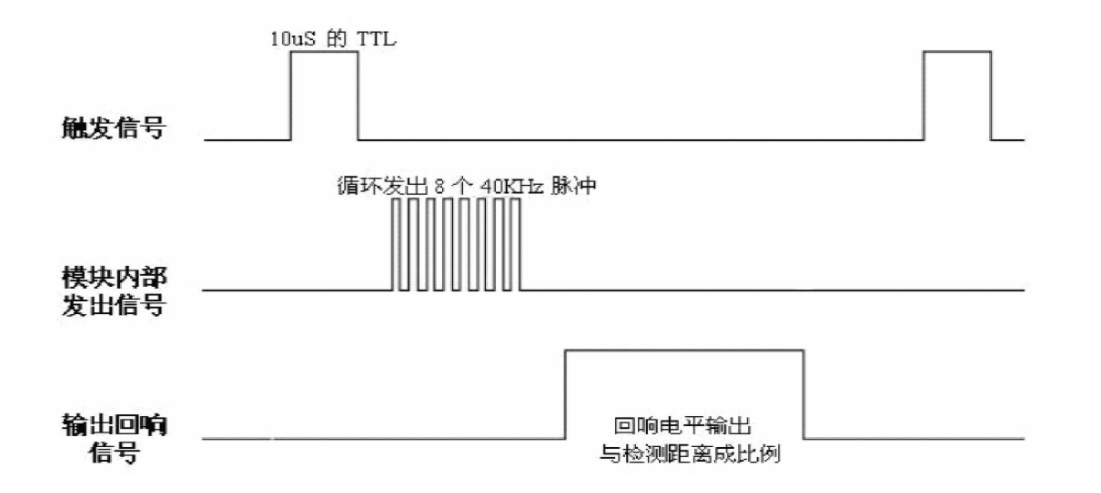 10uS 的 TTL
触发信号
循环发出 8 个 40KHz 脉冲
模块内部
发出信号
输出回响
信号
回响电平输出
与检测距离成比例